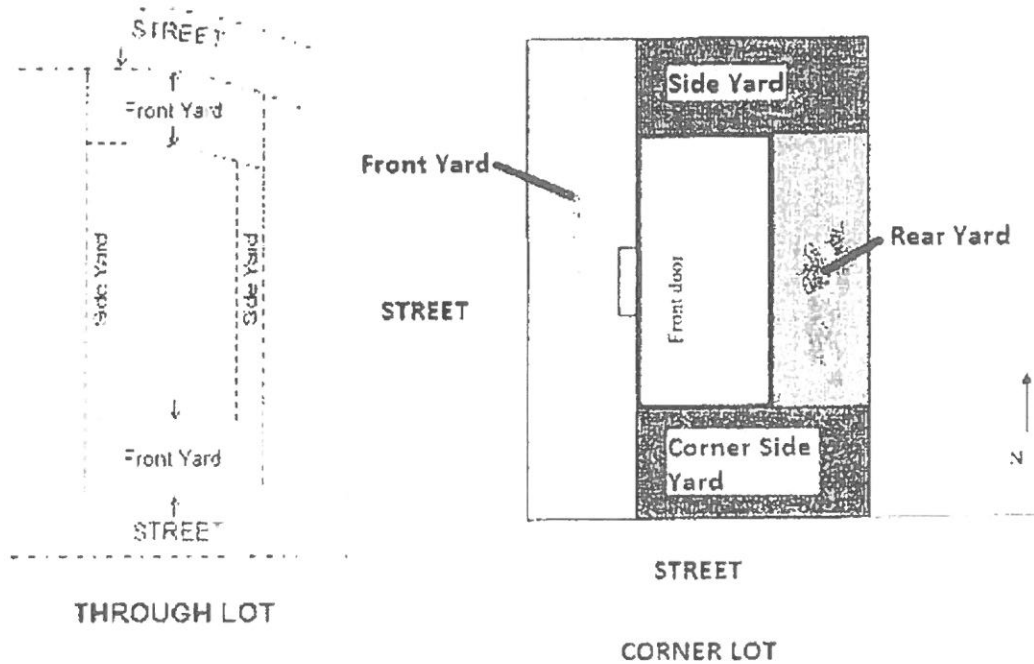 STREET
Front Yard
Side Yard
Side Yard
Front Yard
STREET
THROUGH LOT
Side Yard
Front Yard
Rear Yard
STREET
Front door
Corner Side
Yard
N
STREET
CORNER LOT